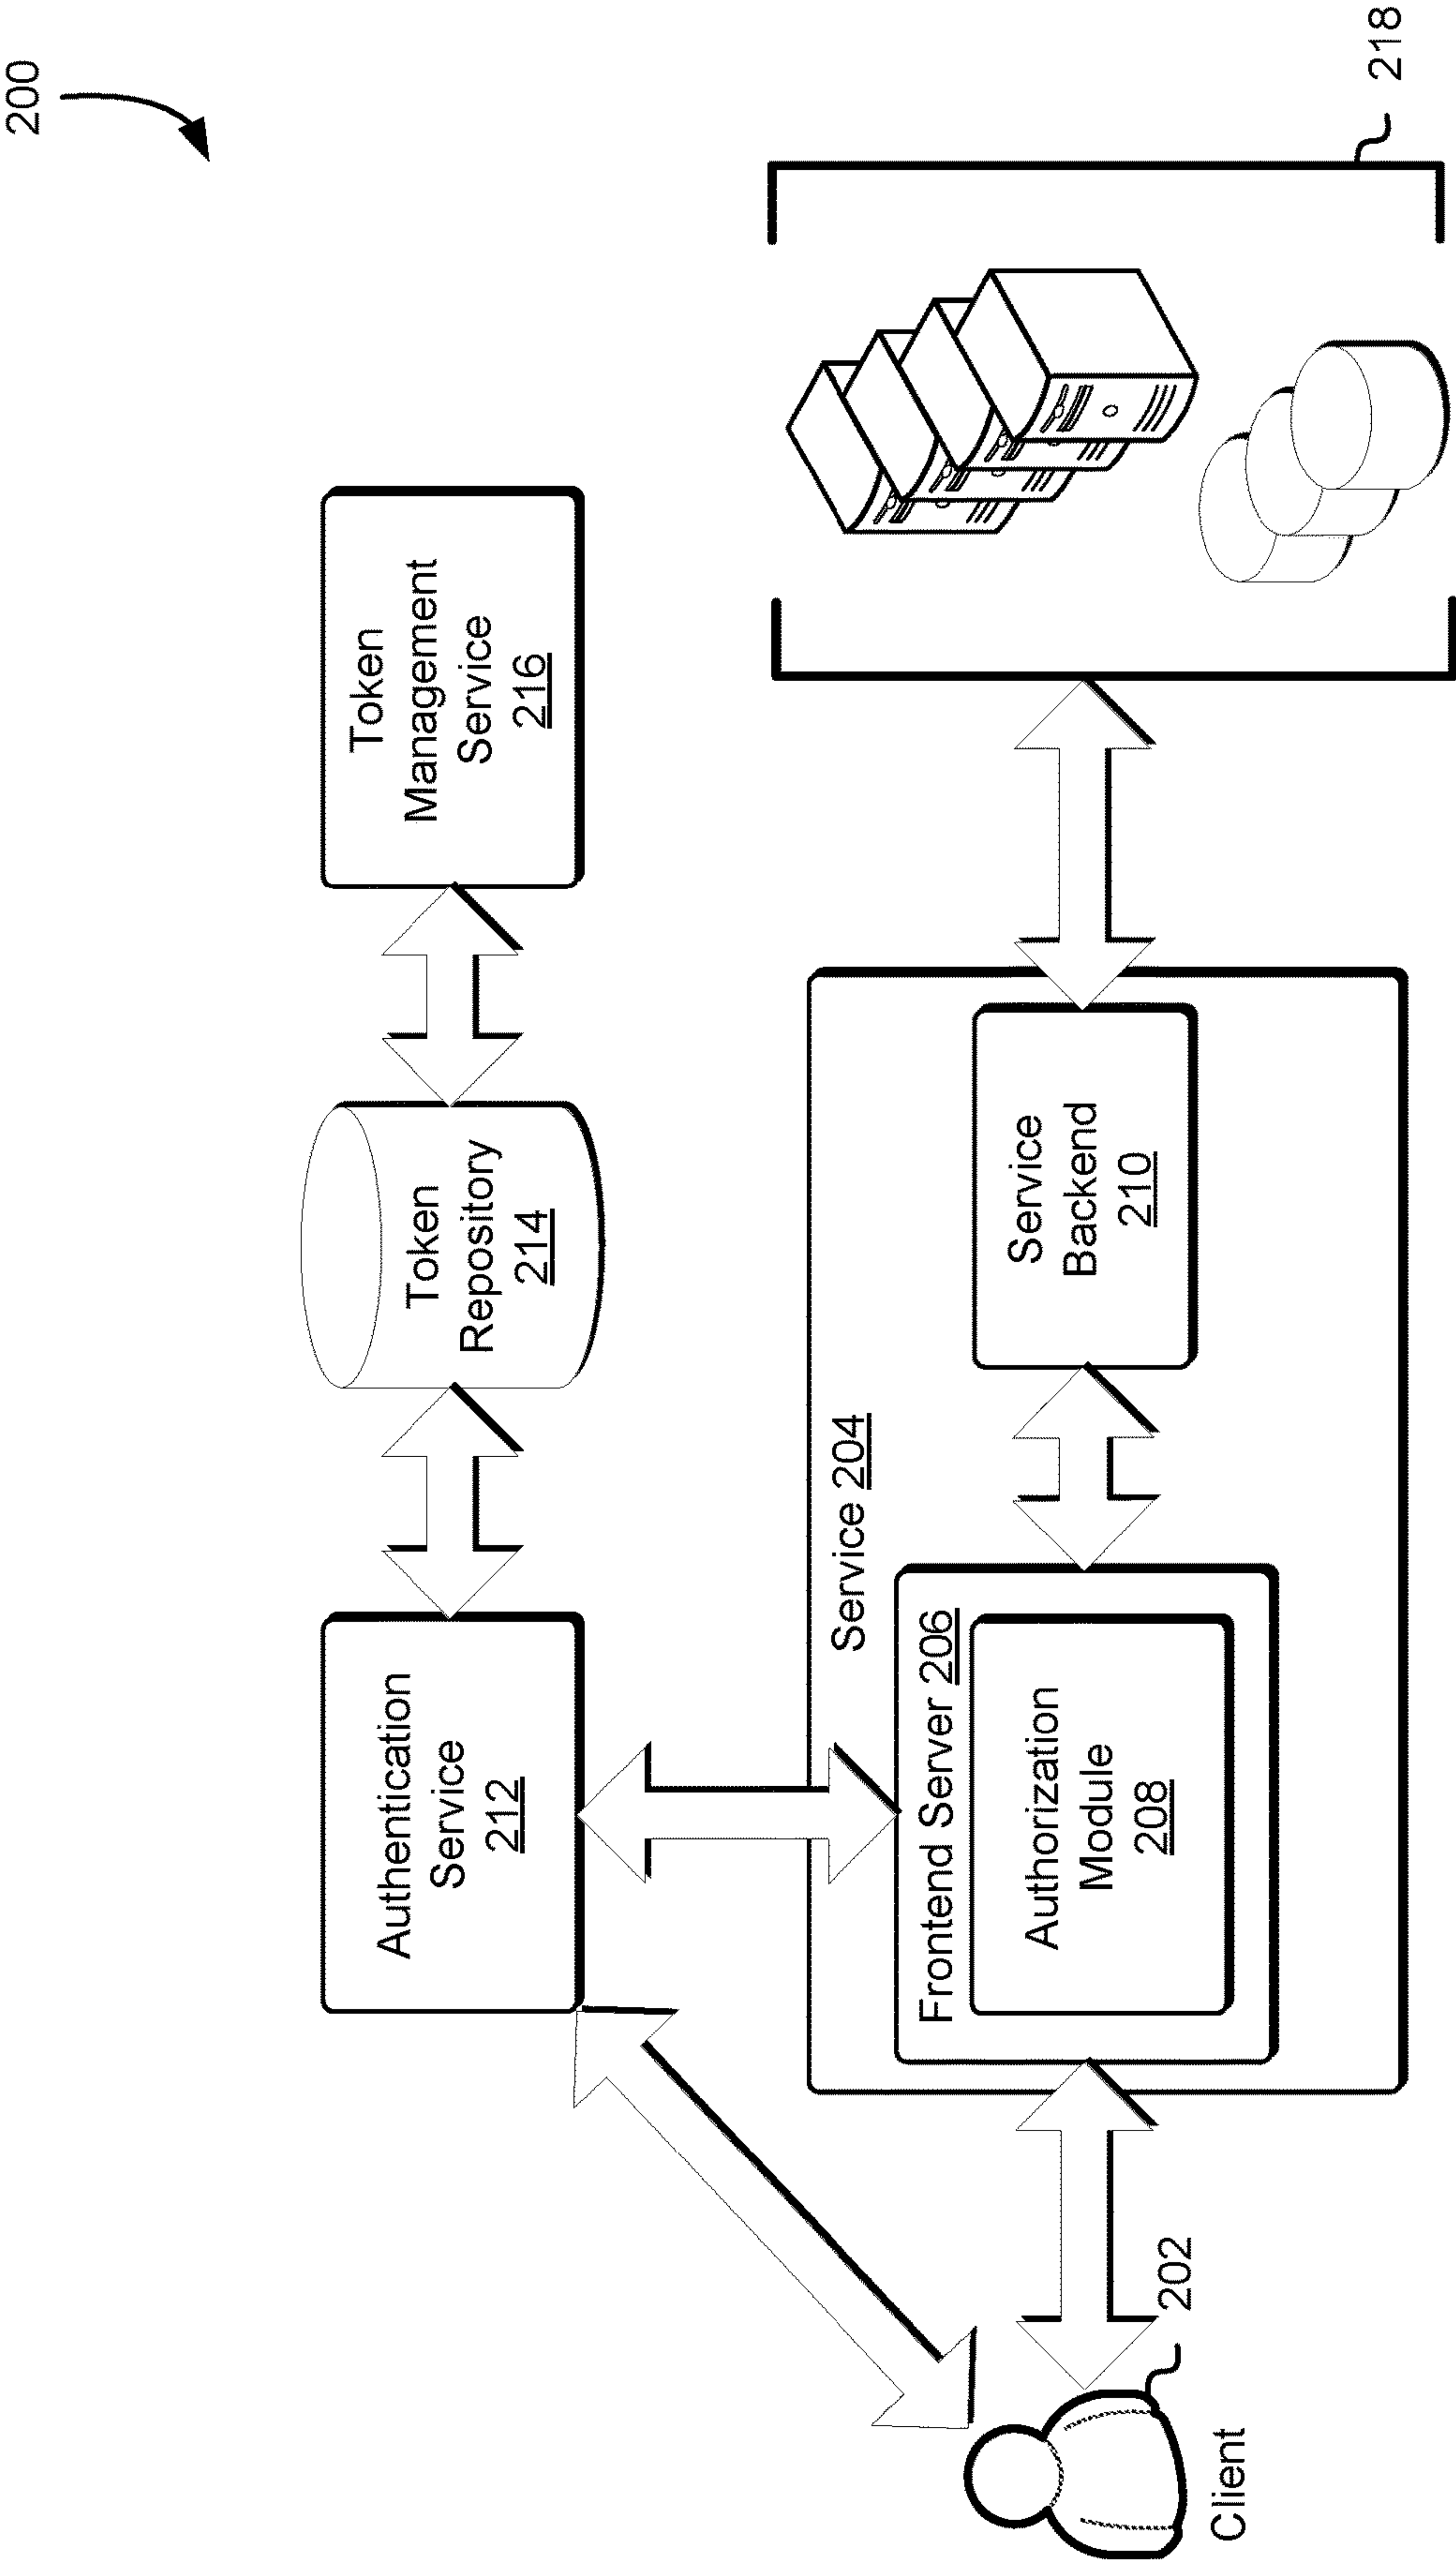 200
Authentication
Service
212
Token
Repository
214
Token
Management
Service
216
Service 204
Frontend Server 206
Authorization
Module
208
Service
Backend
210
218
202
Client